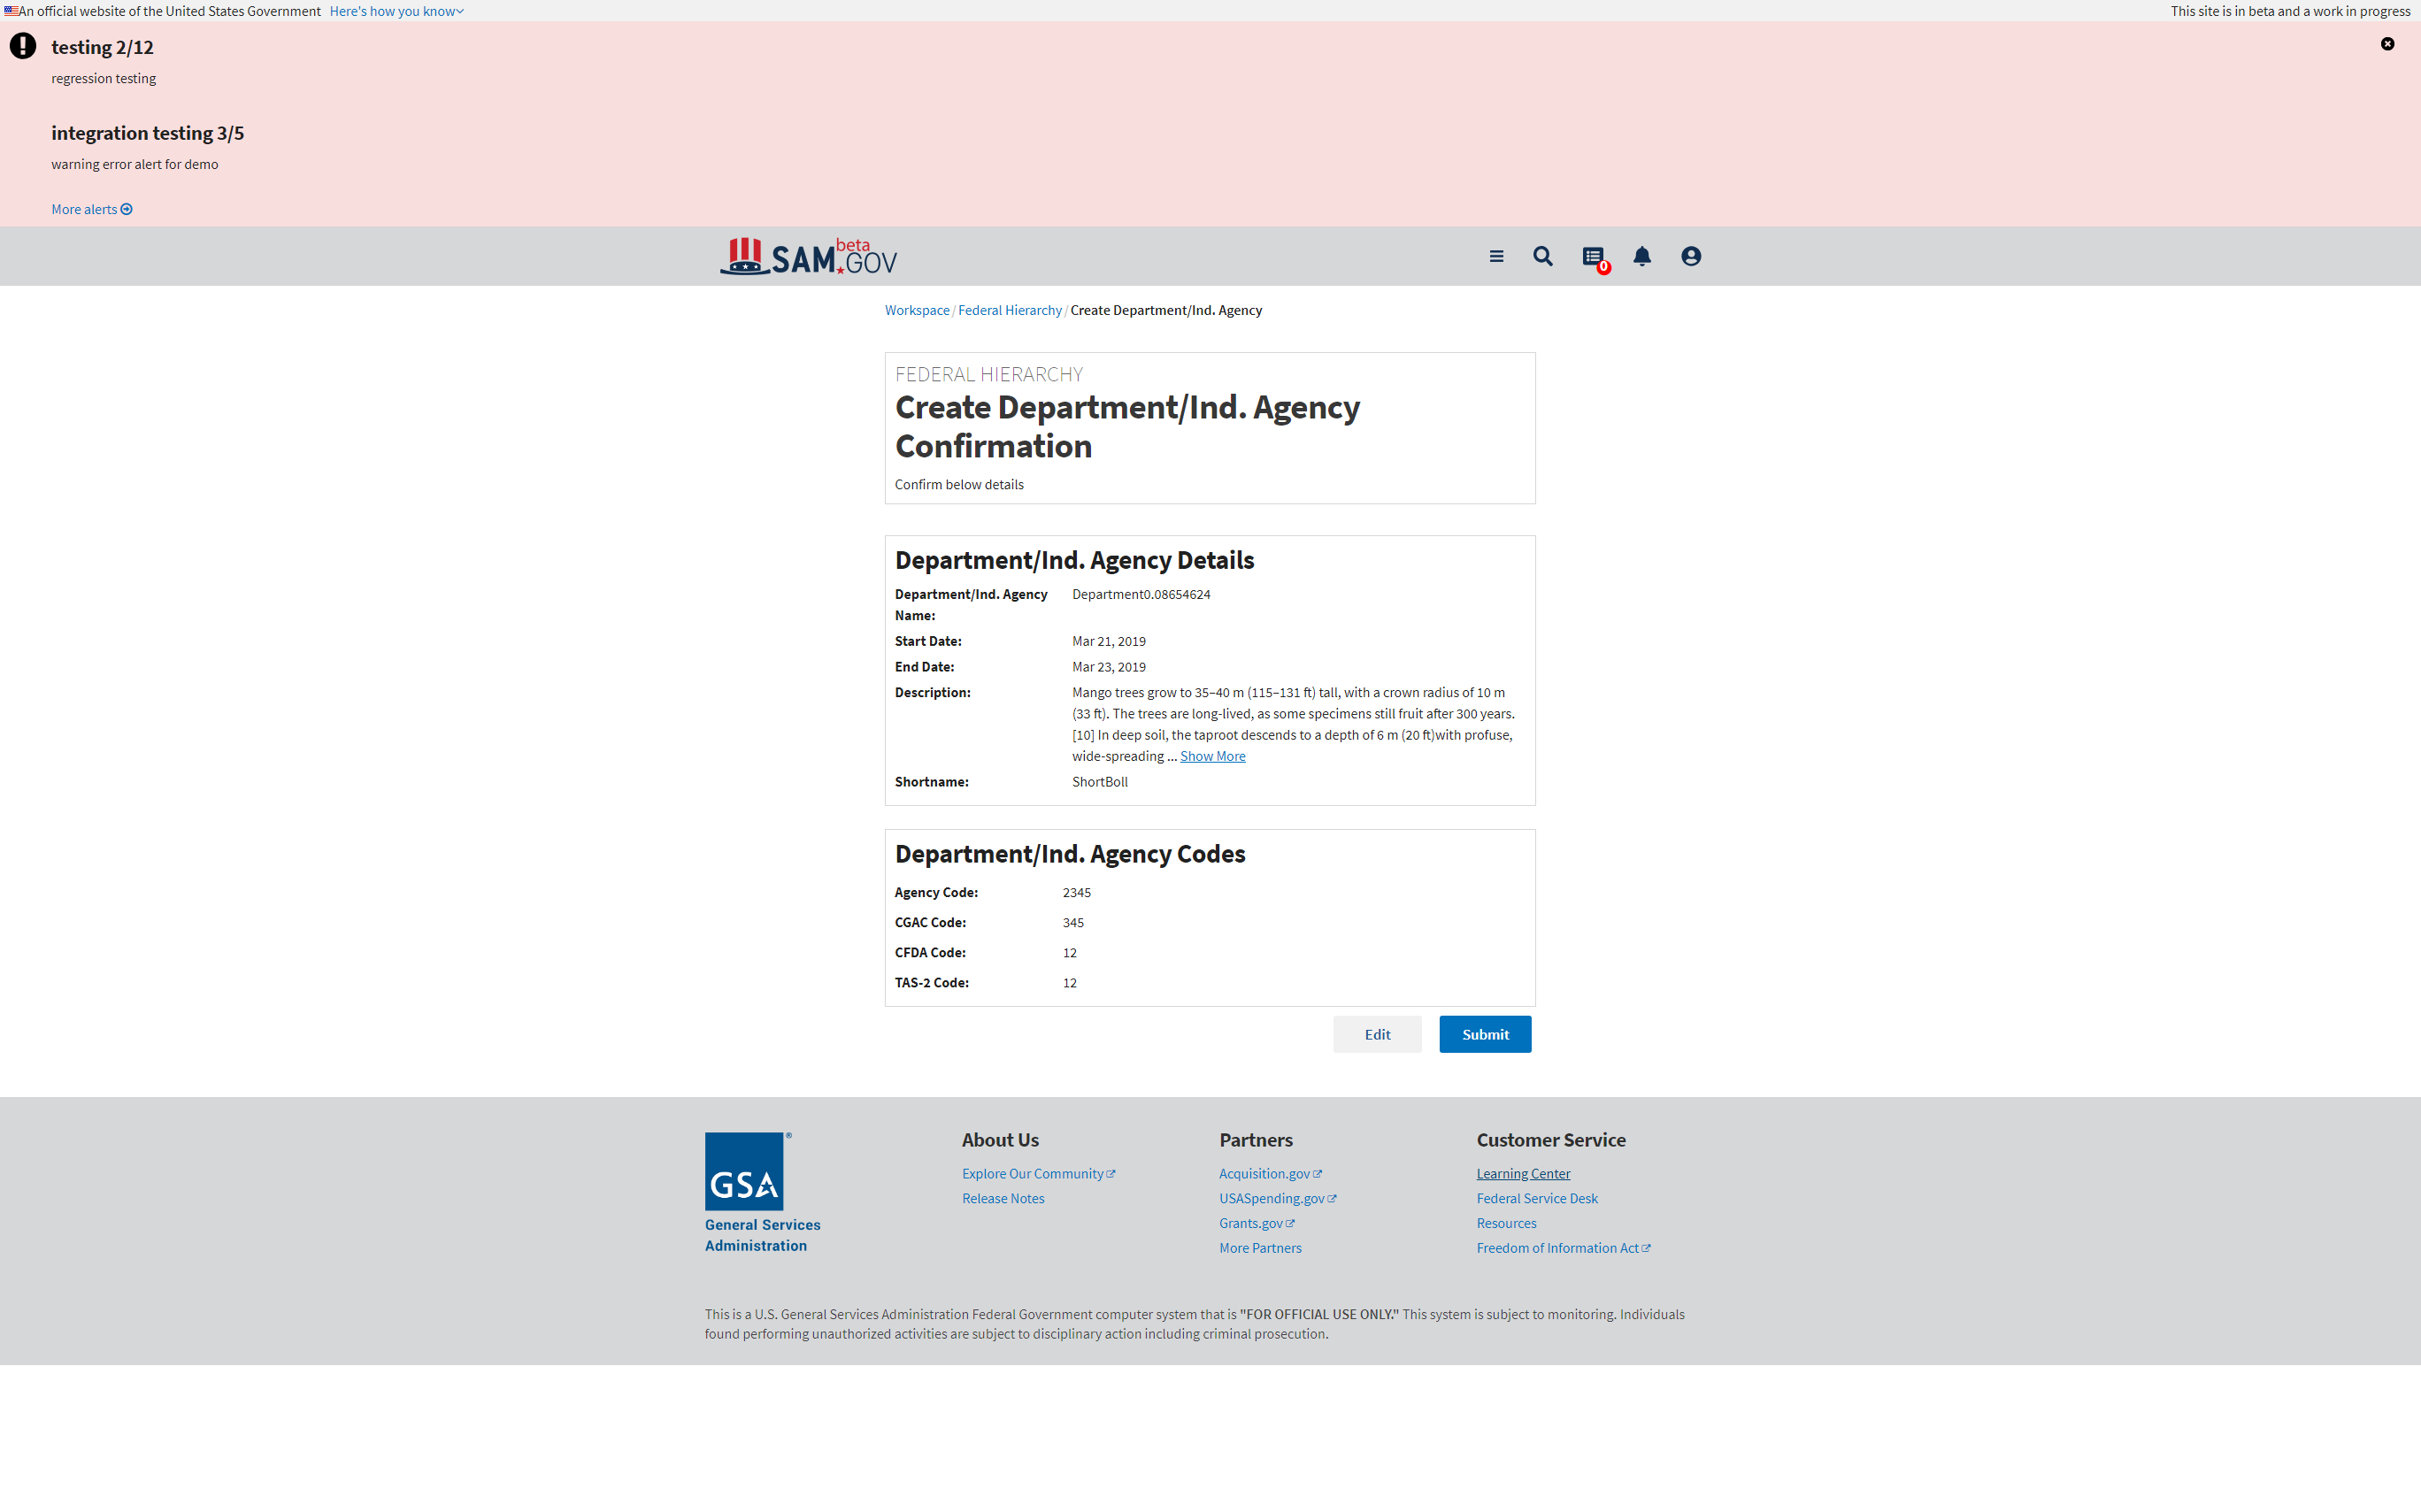 An official website of the United States Government Here's how you know
This site is in beta and a work in progress
testing 2/12
regression testing
integration testing 3/5
warning error alert for demo
More alerts
SAM.GOV beta
0
Workspace / Federal Hierarchy / Create Department/Ind. Agency
FEDERAL HIERARCHY
Create Department/Ind. Agency
Confirmation
Confirm below details
Department/Ind. Agency Details
Department/Ind. Agency Name: Department0.08654624
Start Date: Mar 21, 2019
End Date: Mar 23, 2019
Description: Mango trees grow to 35–40 m (115–131 ft) tall, with a crown radius of 10 m
(33 ft). The trees are long-lived, as some specimens still fruit after 300 years.
[10] In deep soil, the taproot descends to a depth of 6 m (20 ft)with profuse,
wide-spreading ... Show More
Shortname: ShortBoll
Department/Ind. Agency Codes
Agency Code: 2345
CGAC Code: 345
CFDA Code: 12
TAS-2 Code: 12
Edit Submit
GSA ®
General Services
Administration
About Us
Explore Our Community
Release Notes
Partners
Acquisition.gov
USASpending.gov
Grants.gov
More Partners
Customer Service
Learning Center
Federal Service Desk
Resources
Freedom of Information Act
This is a U.S. General Services Administration Federal Government computer system that is "FOR OFFICIAL USE ONLY." This system is subject to monitoring. Individuals
found performing unauthorized activities are subject to disciplinary action including criminal prosecution.